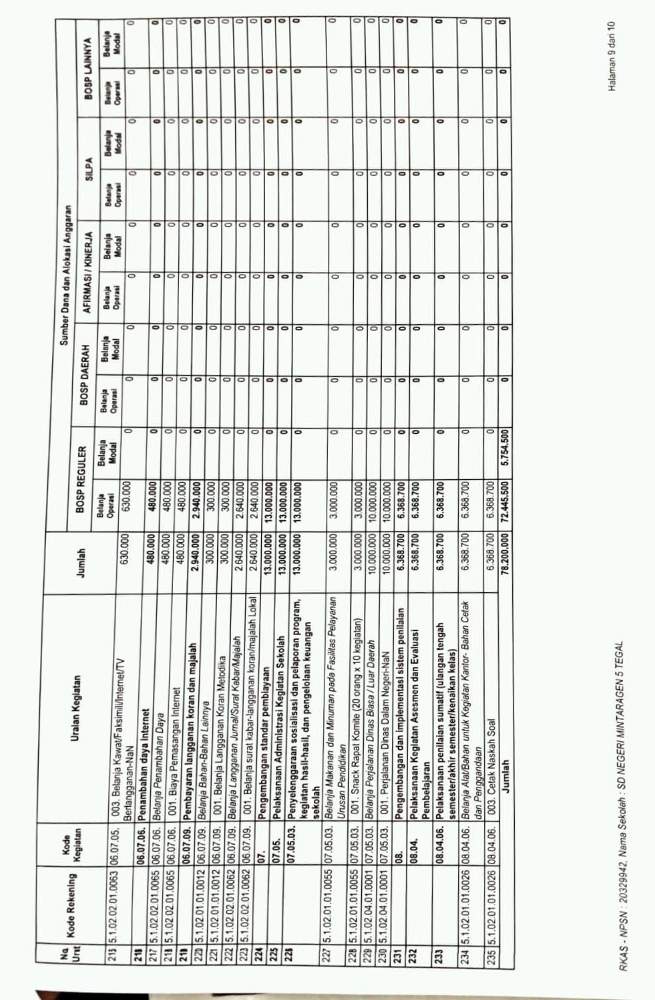 No. Urut Kode Rekening Kode Kegiatan Uraian Kegiatan Jumlah Sumber Dana dan Alokasi Anggaran
BOSP REGULER BOSP DAERAH AFIRMASI / KINERJA SiLPA BOSP LAINNYA
Belanja Operasi Belanja Modal Belanja Operasi Belanja Modal Belanja Operasi Belanja Modal Belanja Operasi Belanja Modal Belanja Operasi Belanja Modal
215 5.1.02.02.01.0063 06.07.05. 003. Belanja Kawat/Faksimili/Internet/TV 630.000 630.000 0 0 0 0 0 0 0 0 0
Berlangganan-NaN
216 06.07.06. Penambahan daya internet 480.000 480.000 0 0 0 0 0 0 0 0 0
217 5.1.02.02.01.0065 06.07.06. Belanja Penambahan Daya 480.000 480.000 0 0 0 0 0 0 0 0 0
218 5.1.02.02.01.0065 06.07.06. 001. Biaya Pemasangan Internet 480.000 480.000 0 0 0 0 0 0 0 0 0
219 06.07.09. Pembayaran langganan koran dan majalah 2.940.000 2.940.000 0 0 0 0 0 0 0 0 0
220 5.1.02.01.01.0012 06.07.09. Belanja Bahan-Bahan Lainnya 300.000 300.000 0 0 0 0 0 0 0 0 0
221 5.1.02.01.01.0012 06.07.09. 001. Belanja Langganan Koran Metodika 300.000 300.000 0 0 0 0 0 0 0 0 0
222 5.1.02.02.01.0062 06.07.09. Belanja Langganan Jurnal/Surat Kabar/Majalah 2.640.000 2.640.000 0 0 0 0 0 0 0 0 0
223 5.1.02.02.01.0062 06.07.09. 001. Belanja surat kabar-langganan koran/majalah Lokal 2.640.000 2.640.000 0 0 0 0 0 0 0 0 0
224 07. Pengembangan standar pembiayaan 13.000.000 13.000.000 0 0 0 0 0 0 0 0 0
225 07.05. Pelaksanaan Administrasi Kegiatan Sekolah 13.000.000 13.000.000 0 0 0 0 0 0 0 0 0
226 07.05.03. Penyelenggaraan sosialisasi dan pelaporan program, 13.000.000 13.000.000 0 0 0 0 0 0 0 0 0
kegiatan hasil-hasil, dan pengelolaan keuangan
sekolah
227 5.1.02.01.01.0055 07.05.03. Belanja Makanan dan Minuman pada Fasilitas Pelayanan 3.000.000 3.000.000 0 0 0 0 0 0 0 0 0
Urusan Pendidikan
228 5.1.02.01.01.0055 07.05.03. 001. Snack Rapat Komite (20 orang x 10 kegiatan) 3.000.000 3.000.000 0 0 0 0 0 0 0 0 0
229 5.1.02.04.01.0001 07.05.03. Belanja Perjalanan Dinas Biasa / Luar Daerah 10.000.000 10.000.000 0 0 0 0 0 0 0 0 0
230 5.1.02.04.01.0001 07.05.03. 001. Perjalanan Dinas Dalam Negeri-NaN 10.000.000 10.000.000 0 0 0 0 0 0 0 0 0
231 08. Pengembangan dan implementasi sistem penilaian 6.368.700 6.368.700 0 0 0 0 0 0 0 0 0
232 08.04. Pelaksanaan Kegiatan Asesmen dan Evaluasi 6.368.700 6.368.700 0 0 0 0 0 0 0 0 0
Pembelajaran
233 08.04.06. Pelaksanaan penilaian sumatif (ulangan tengah 6.368.700 6.368.700 0 0 0 0 0 0 0 0 0
semester/akhir semester/kenaikan kelas)
234 5.1.02.01.01.0026 08.04.06. Belanja Alat/Bahan untuk Kegiatan Kantor- Bahan Cetak 6.368.700 6.368.700 0 0 0 0 0 0 0 0 0
dan Penggandaan
235 5.1.02.01.01.0026 08.04.06. 003. Cetak Naskah Soal 6.368.700 6.368.700 0 0 0 0 0 0 0 0 0
Jumlah 78.200.000 72.445.500 5.754.500 0 0 0 0 0 0 0 0
RKAS - NPSN : 20329942, Nama Sekolah : SD NEGERI MINTARAGEN 5 TEGAL
Halaman 9 dari 10